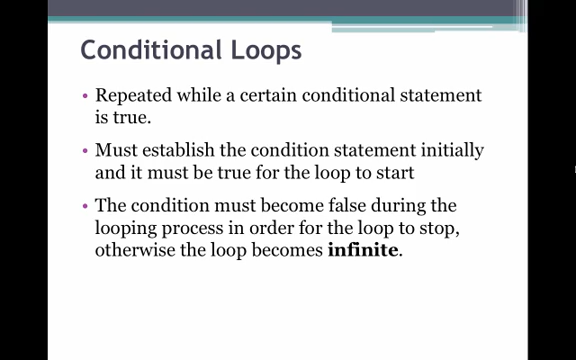 Conditional Loops
• Repeated while a certain conditional statement
is true.
• Must establish the condition statement initially
and it must be true for the loop to start
• The condition must become false during the
looping process in order for the loop to stop,
otherwise the loop becomes infinite.